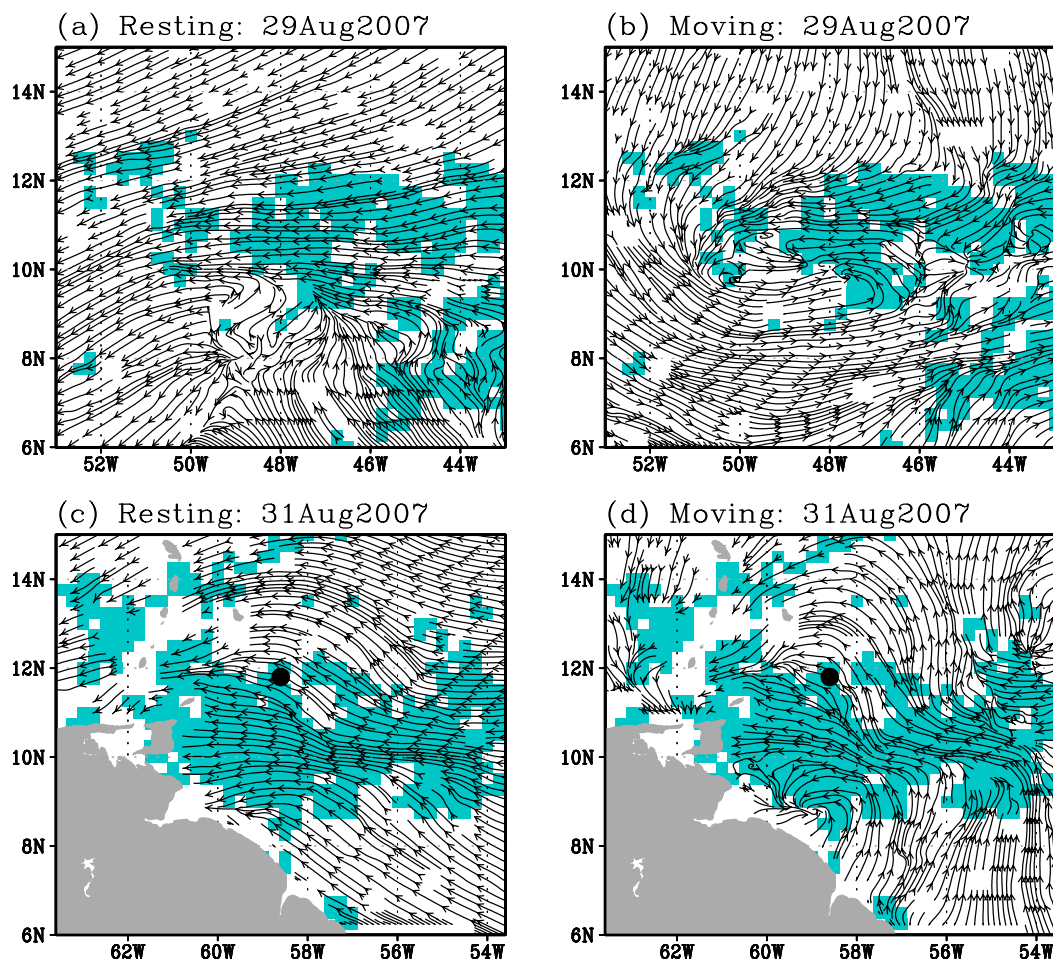 (a) Resting: 29Aug2007
(b) Moving: 29Aug2007
14N
12N
10N
8N
6N
52W 50W 48W 46W 44W
14N
12N
10N
8N
6N
52W 50W 48W 46W 44W
(c) Resting: 31Aug2007
(d) Moving: 31Aug2007
14N
12N
10N
8N
6N
62W 60W 58W 56W 54W
14N
12N
10N
8N
6N
62W 60W 58W 56W 54W